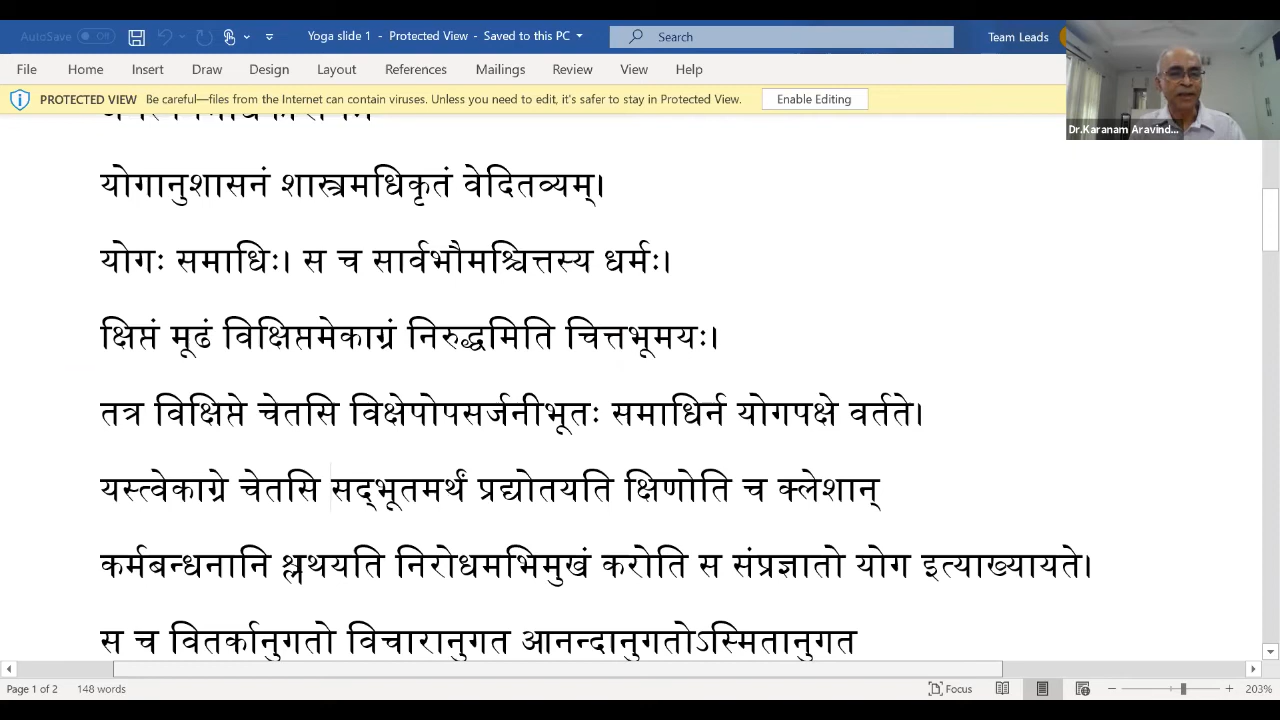 AutoSave Off Yoga slide 1 - Protected View - Saved to this PC Search Team Leads
File Home Insert Draw Design Layout References Mailings Review View Help
PROTECTED VIEW Be careful—files from the Internet can contain viruses. Unless you need to edit, it's safer to stay in Protected View. Enable Editing
Dr.Karanam Aravind...
योगानुशासनं शास्त्रमधिकृतं वेदितव्यम्।
योगः समाधिः। स च सार्वभौमश्चित्तस्य धर्मः।
क्षिप्तं मूढं विक्षिप्तमेकाग्रं निरुद्धमिति चित्तभूमयः।
तत्र विक्षिप्ते चेतसि विक्षेपोपसर्जनीभूतः समाधिर्न योगपक्षे वर्तते।
यस्त्वेकाग्रे चेतसि सद्भूतमर्थं प्रद्योतयति क्षिणोति च क्लेशान्
कर्मबन्धनानि श्लथयति निरोधमभिमुखं करोति स संप्रज्ञातो योग इत्याख्यायते।
स च वितर्कानुगतो विचारानुगत आनन्दानुगतोऽस्मितानुगत
Page 1 of 2 148 words Focus 203%